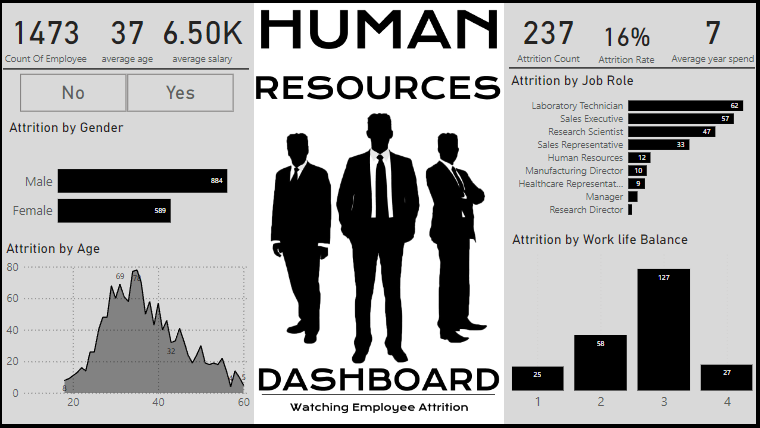 1473 37 6.50K
Count Of Employee average age average salary
No Yes
Attrition by Gender
Male 884
Female 589
Attrition by Age
80
60
40
20
0
69
32
20 40 60
HUMAN
RESOURCES
DASHBOARD
Watching Employee Attrition
237 16% 7
Attrition Count Attrition Rate Average year spend
Attrition by Job Role
Laboratory Technician 62
Sales Executive 57
Research Scientist 47
Sales Representative 33
Human Resources 12
Manufacturing Director 10
Healthcare Representat... 9
Manager
Research Director
Attrition by Work life Balance
25 58 127 27
1 2 3 4